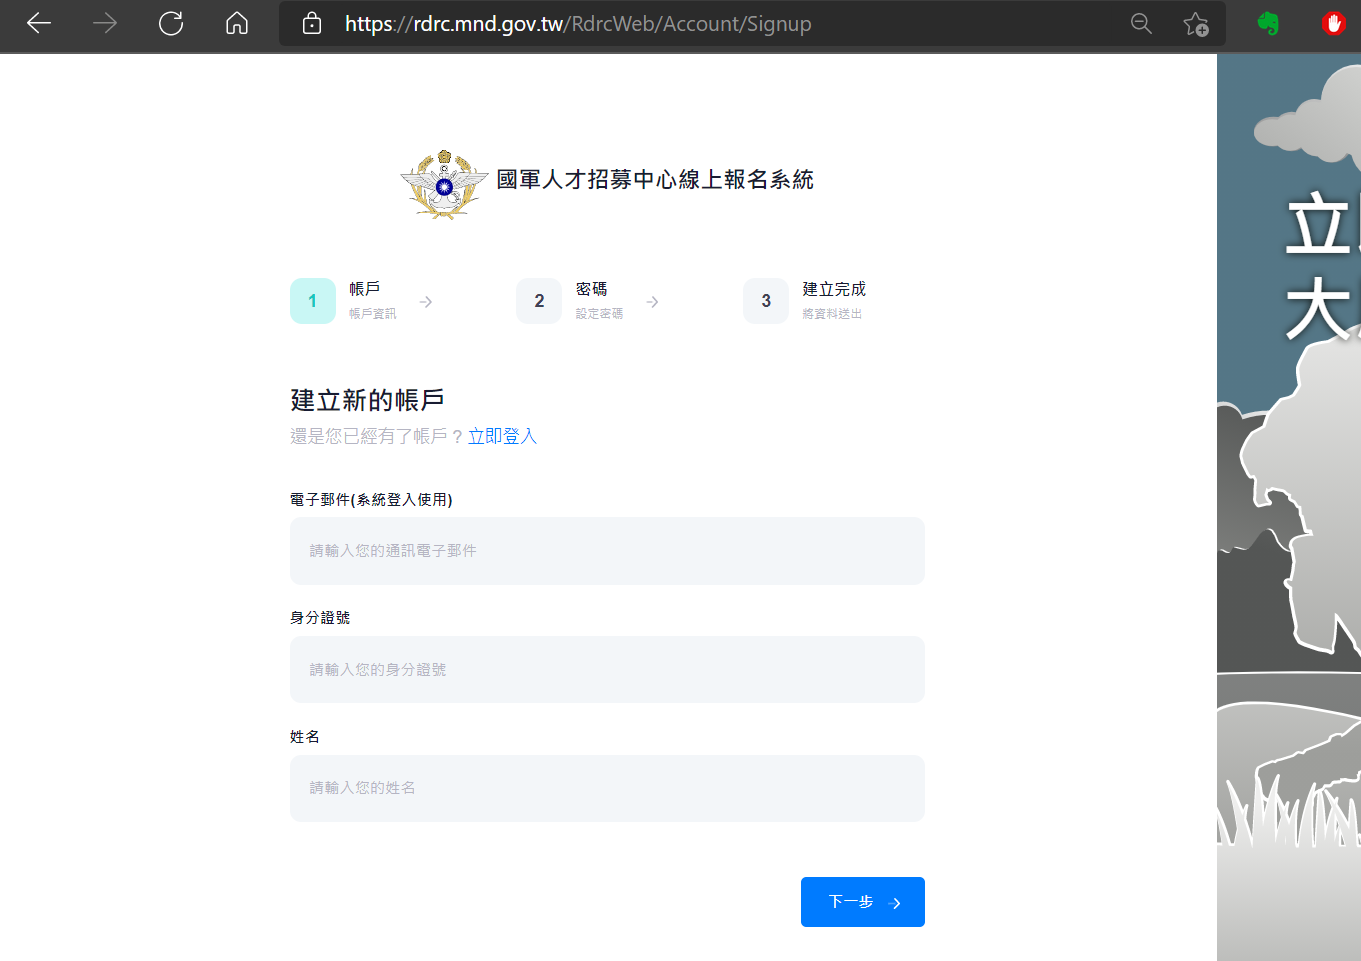 https://rdrc.mnd.gov.tw/RdrcWeb/Account/Signup
國軍人才招募中心線上報名系統
1 帳戶
帳戶資訊
2 密碼
設定密碼
3 建立完成
將資料送出
建立新的帳戶
還是您已經有了帳戶？立即登入
電子郵件(系統登入使用)
請輸入您的通訊電子郵件
身分證號
請輸入您的身分證號
姓名
請輸入您的姓名
下一步
立
大